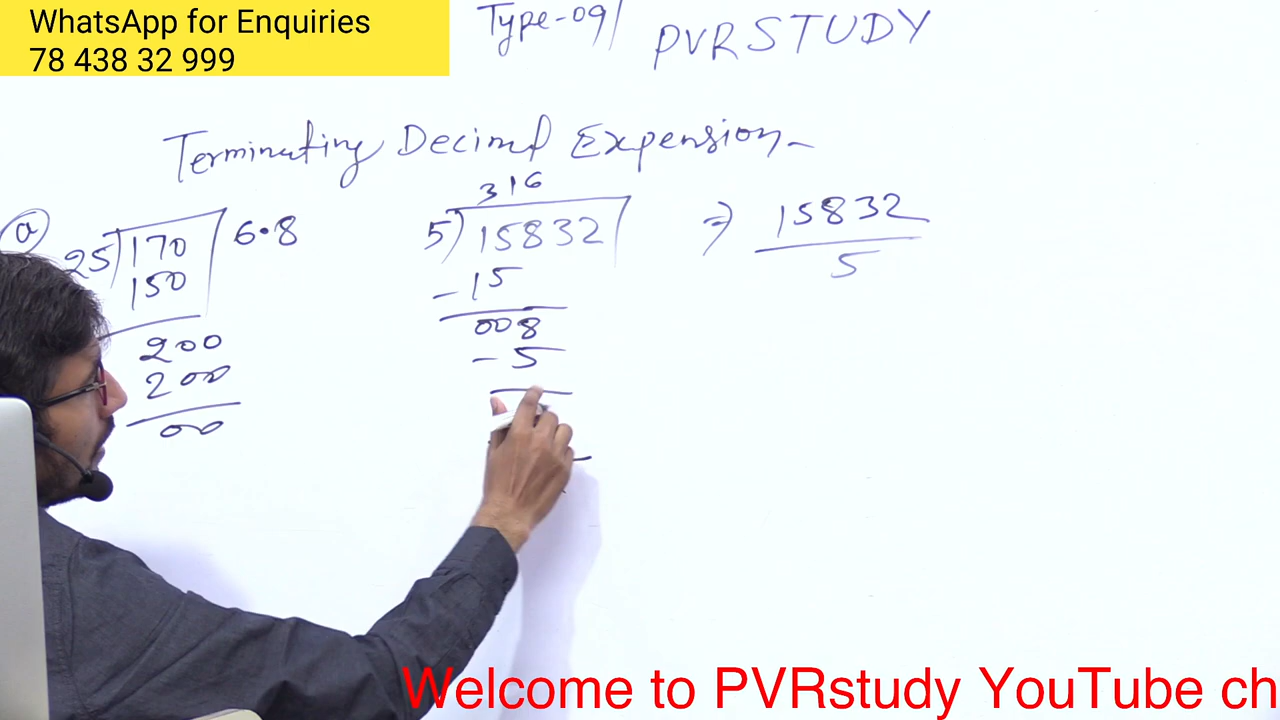 WhatsApp for Enquiries
78 438 32 999
Type-09/
PVRSTUDY
Terminating Decimal Expension
a
25)170 6.8
150
200
200
00
316
5)15832
-15
008
-5
⇒ 15832
5
Welcome to PVRstudy YouTube ch